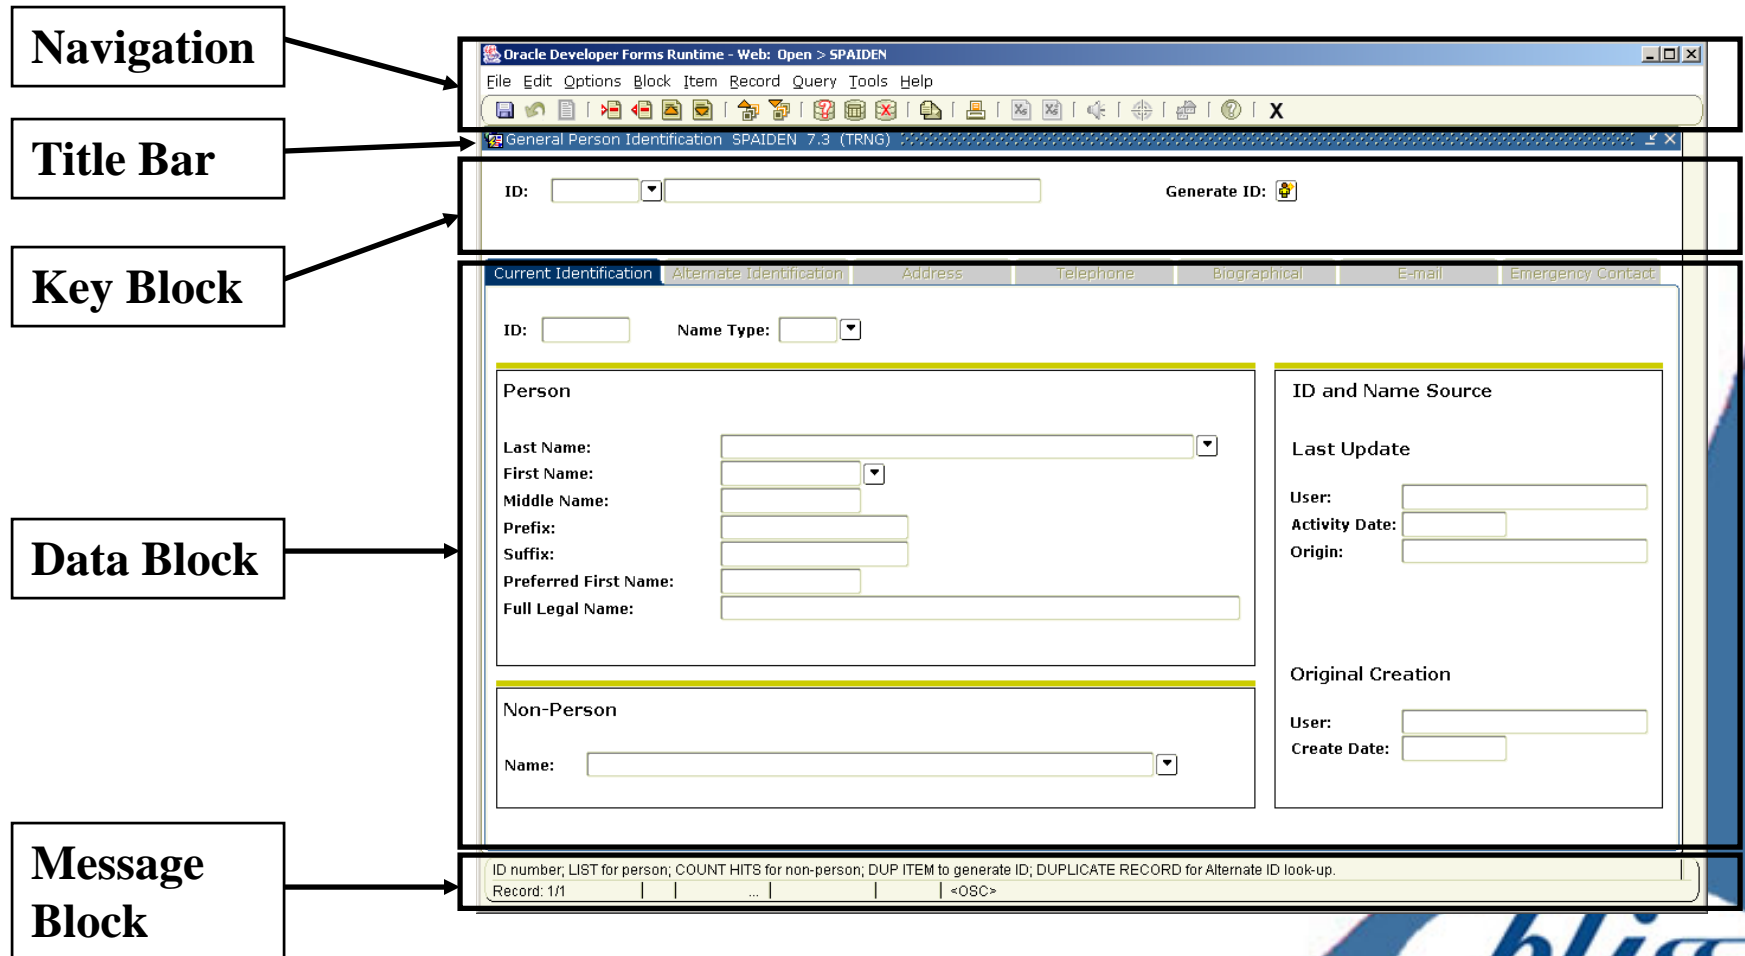 Navigation
Title Bar
Key Block
Data Block
Message
Block
Oracle Developer Forms Runtime - Web: Open > SPAIDEN
File Edit Options Block Item Record Query Tools Help
X
General Person Identification SPAIDEN 7.3 (TRNG)
ID: Generate ID:
Current Identification Alternate Identification Address Telephone Biographical E-mail Emergency Contact
ID: Name Type:
Person
Last Name:
First Name:
Middle Name:
Prefix:
Suffix:
Preferred First Name:
Full Legal Name:
ID and Name Source
Last Update
User:
Activity Date:
Origin:
Original Creation
User:
Create Date:
Non-Person
Name:
ID number; LIST for person; COUNT HITS for non-person; DUP ITEM to generate ID; DUPLICATE RECORD for Alternate ID look-up.
Record: 1/1 ... <OSC>